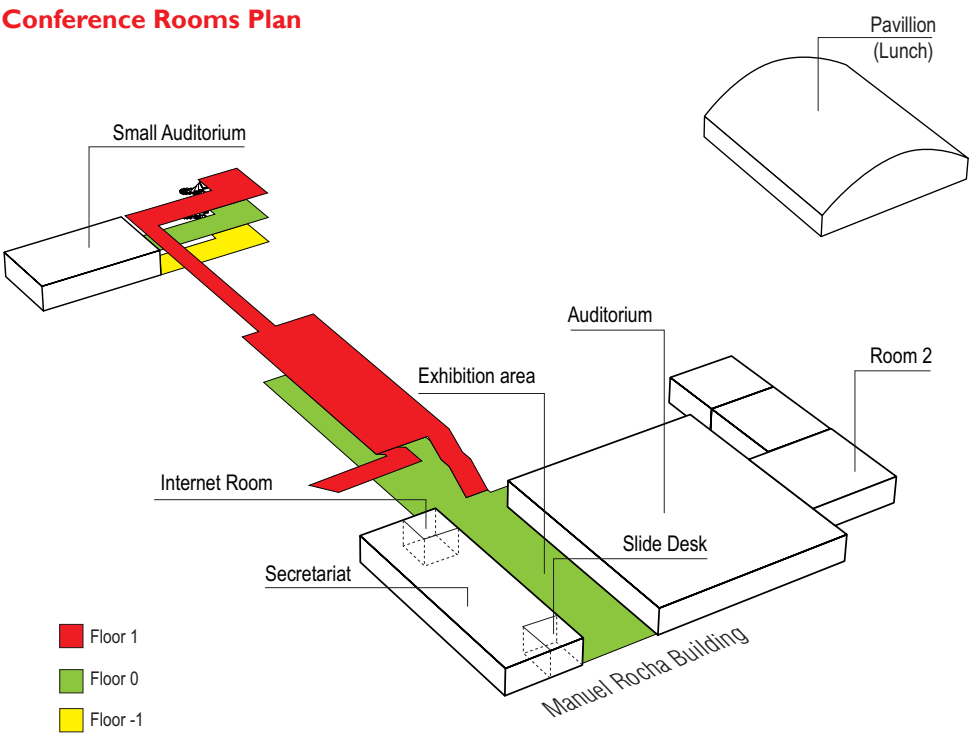 Conference Rooms Plan
Pavillion
(Lunch)
Small Auditorium
Auditorium
Room 2
Exhibition area
Internet Room
Slide Desk
Secretariat
Floor 1
Floor 0
Floor -1
Manuel Rocha Building